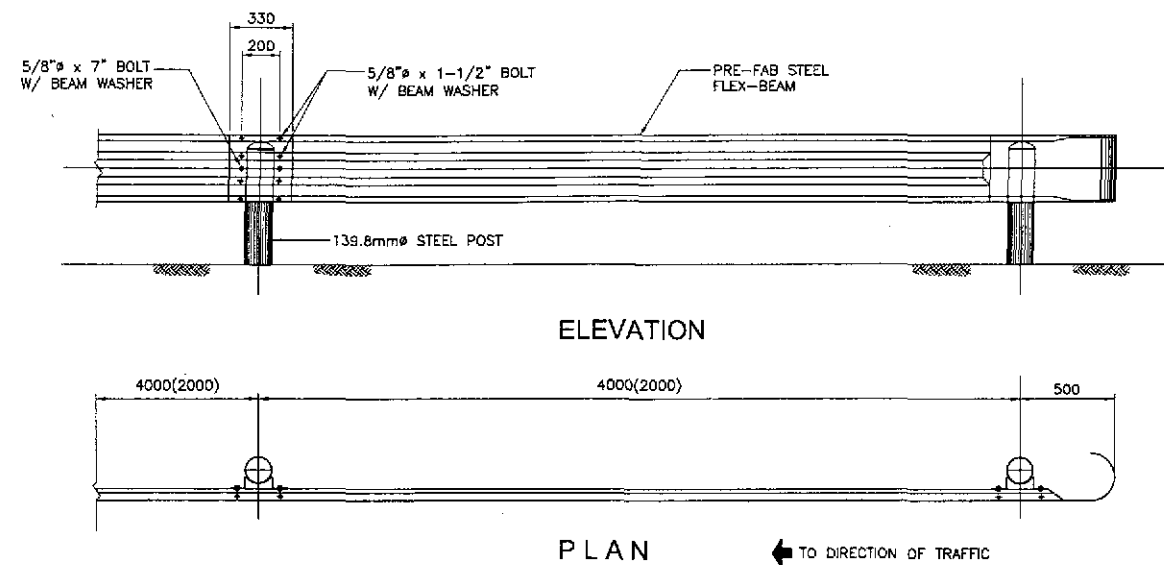 330
200
5/8"ø x 7" BOLT
W/ BEAM WASHER
5/8"ø x 1-1/2" BOLT
W/ BEAM WASHER
PRE-FAB STEEL
FLEX-BEAM
139.8mmø STEEL POST
ELEVATION
4000(2000)
4000(2000)
500
PLAN
TO DIRECTION OF TRAFFIC